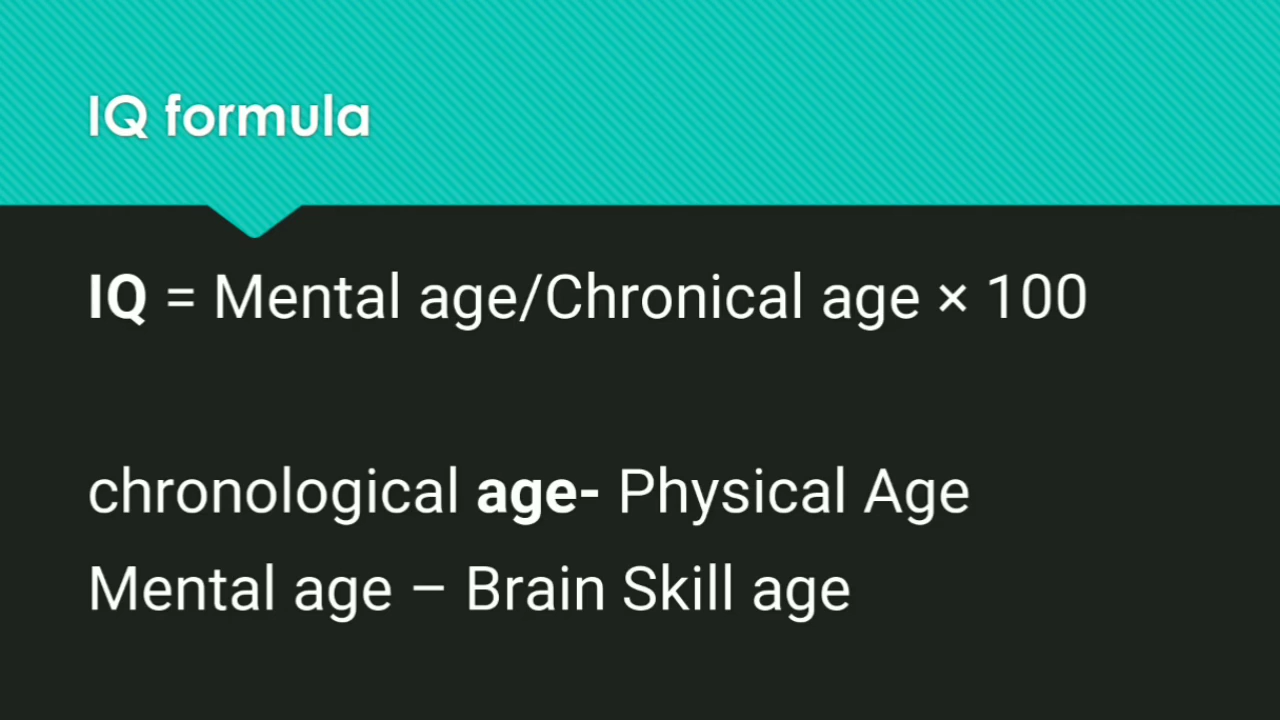 IQ formula
IQ = Mental age/Chronical age × 100
chronological age- Physical Age
Mental age – Brain Skill age